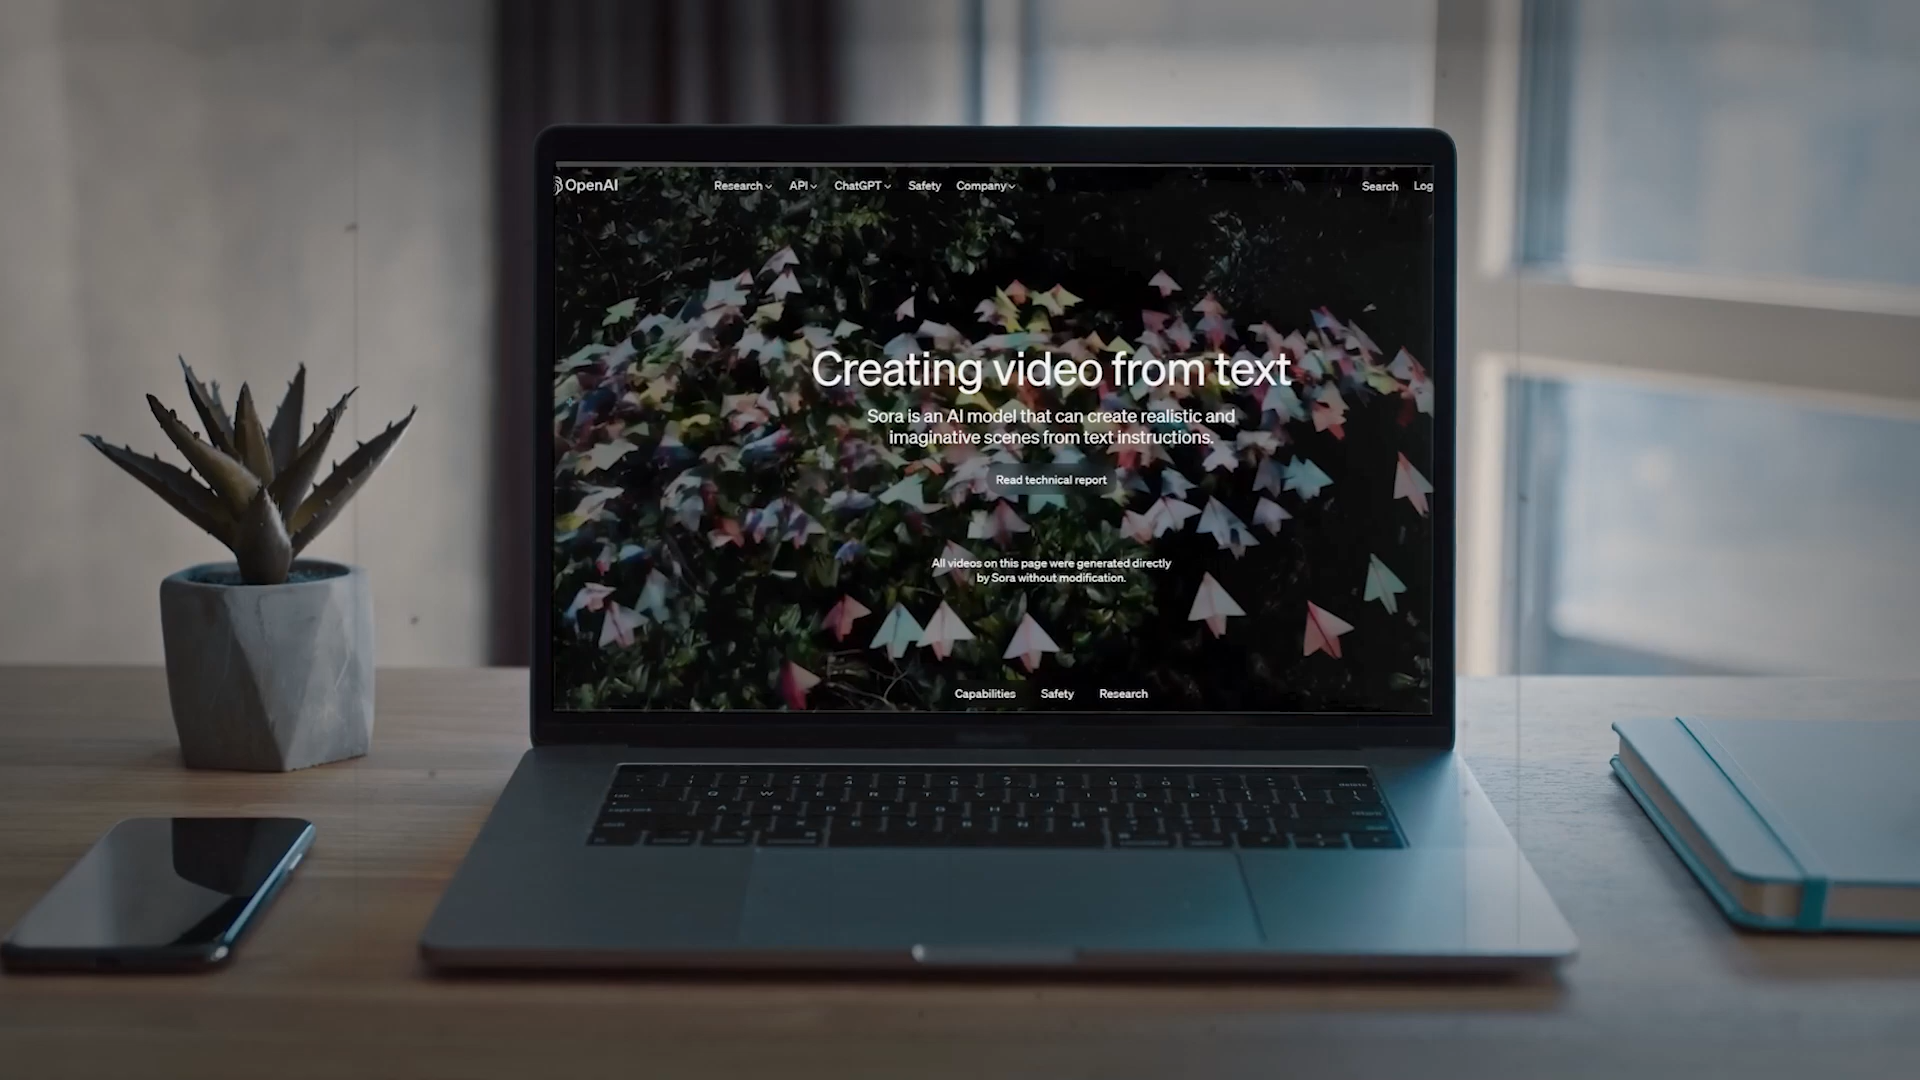 OpenAI
Research
API
ChatGPT
Safety
Company
Search
Log
Creating video from text
Sora is an AI model that can create realistic and
imaginative scenes from text instructions.
Read technical report
All videos on this page were generated directly
by Sora without modification.
Capabilities
Safety
Research